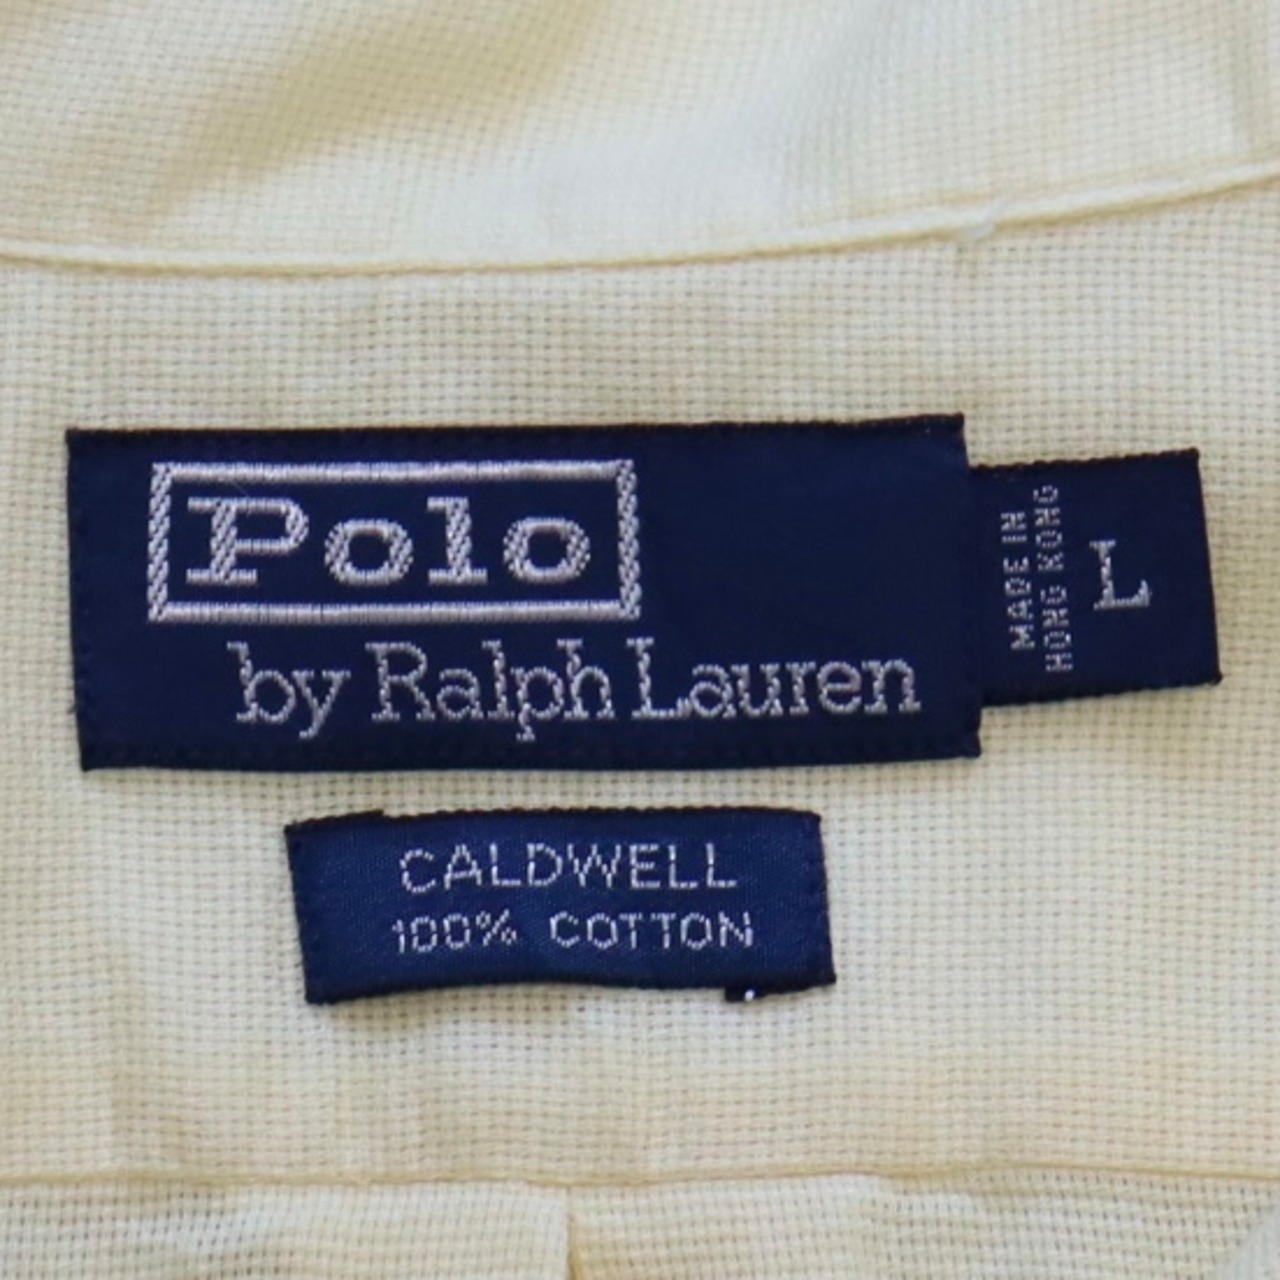 Polo
by Ralph Lauren
MADE IN
HONG KONG
L
CALDWELL
100% COTTON